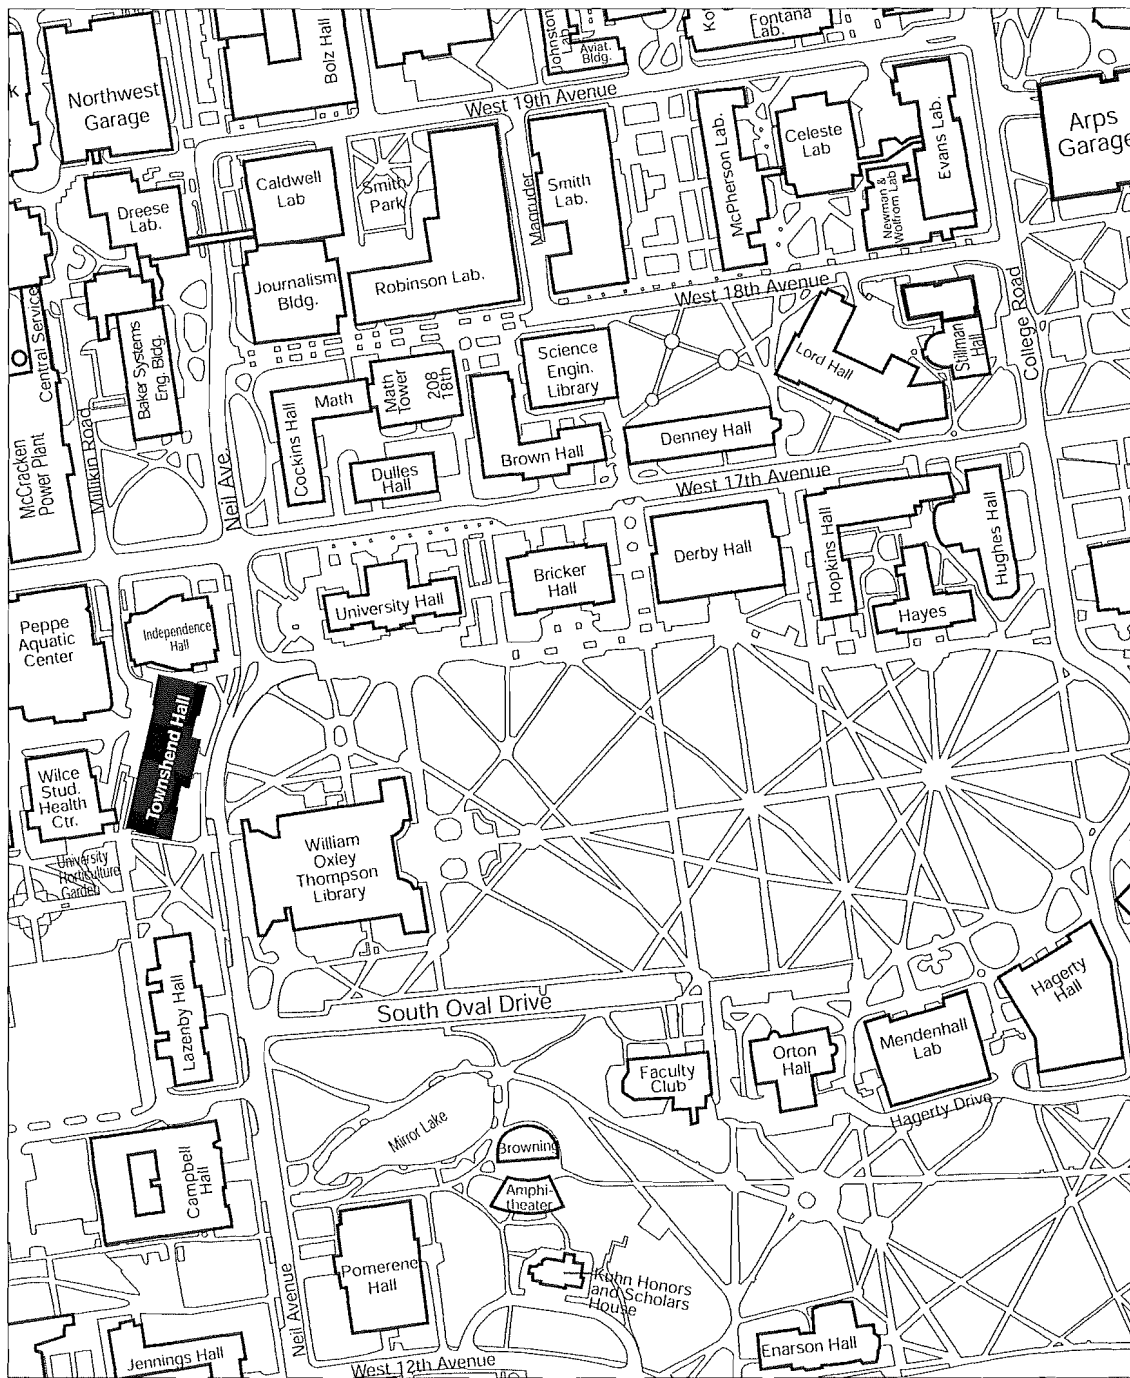 Johnston
Lab.
Aviat.
Bldg.
Fontana
Lab.
Bolz Hall
Northwest
Garage
West 19th Avenue
Arps
Garage
Dreese
Lab.
Caldwell
Lab
Smith
Park
Magruder
Smith
Lab.
McPherson Lab.
Celeste
Lab
Newman &
Wolfrom Lab
Evans Lab.
Journalism
Bldg.
Robinson Lab.
West 18th Avenue
College Road
Central Service
Baker Systems
Eng. Bldg.
Neil Ave.
Millikin Road
McCracken
Power Plant
Cockins Hall
Math
Math
Tower
208
18th
Science
Engin.
Library
Lord Hall
Stillman
Hall
Dulles
Hall
Brown Hall
Denney Hall
West 17th Avenue
Derby Hall
Hopkins Hall
Hughes Hall
Hayes
Bricker
Hall
University Hall
Peppe
Aquatic
Center
Independence
Hall
Townshend Hall
Wilce
Stud.
Health
Ctr.
University
Horticulture
Garden
William
Oxley
Thompson
Library
Lazenby Hall
South Oval Drive
Hagerty
Hall
Mendenhall
Lab
Orton
Hall
Faculty
Club
Hagerty Drive
Mirror Lake
Browning
Amphi-
theater
Campbell
Hall
Pomerene
Hall
Kuhn Honors
and Scholars
House
Neil Avenue
Jennings Hall
West 12th Avenue
Enarson Hall